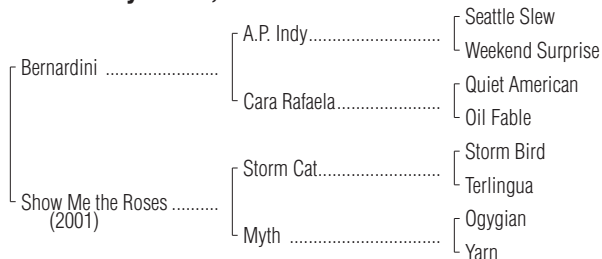 Seattle Slew
A.P. Indy........................................
Weekend Surprise
Bernardini ..........................
Quiet American
Cara Rafaela................................
Oil Fable
Storm Bird
Storm Cat.....................................
Terlingua
Show Me the Roses ..........
(2001)
Ogygian
Myth .............................................
Yarn